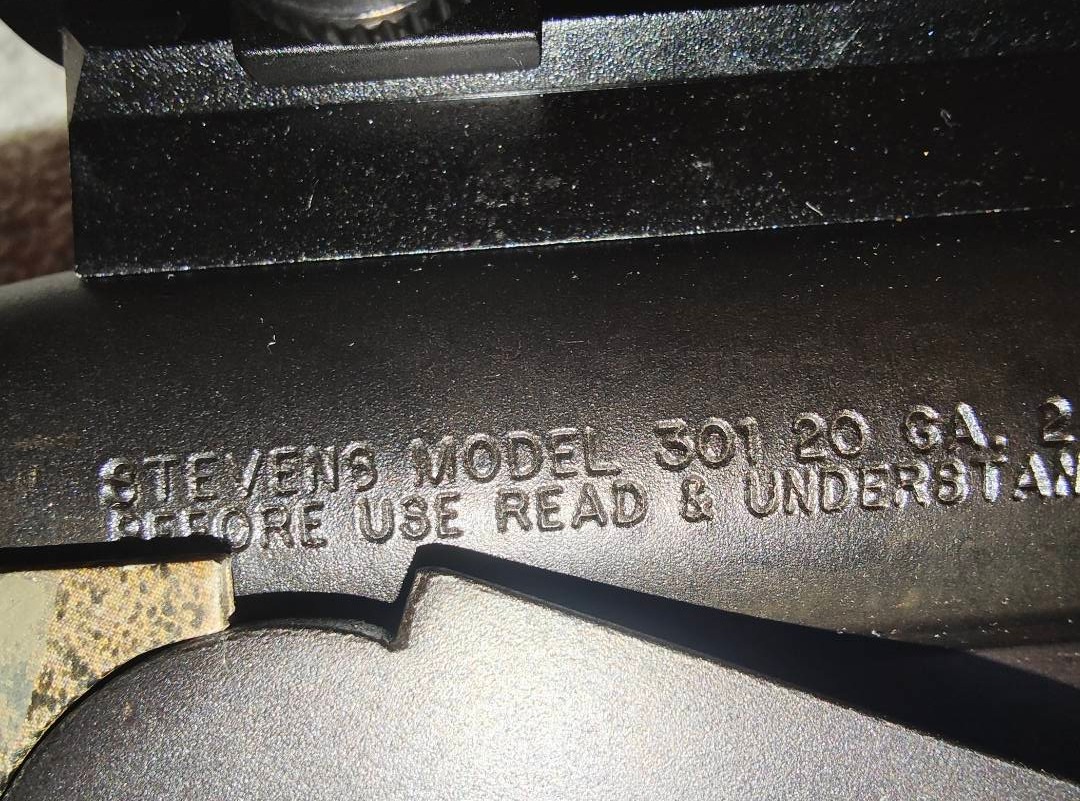 STEVENS MODEL 301 20 GA. 2
BEFORE USE READ & UNDERSTAN